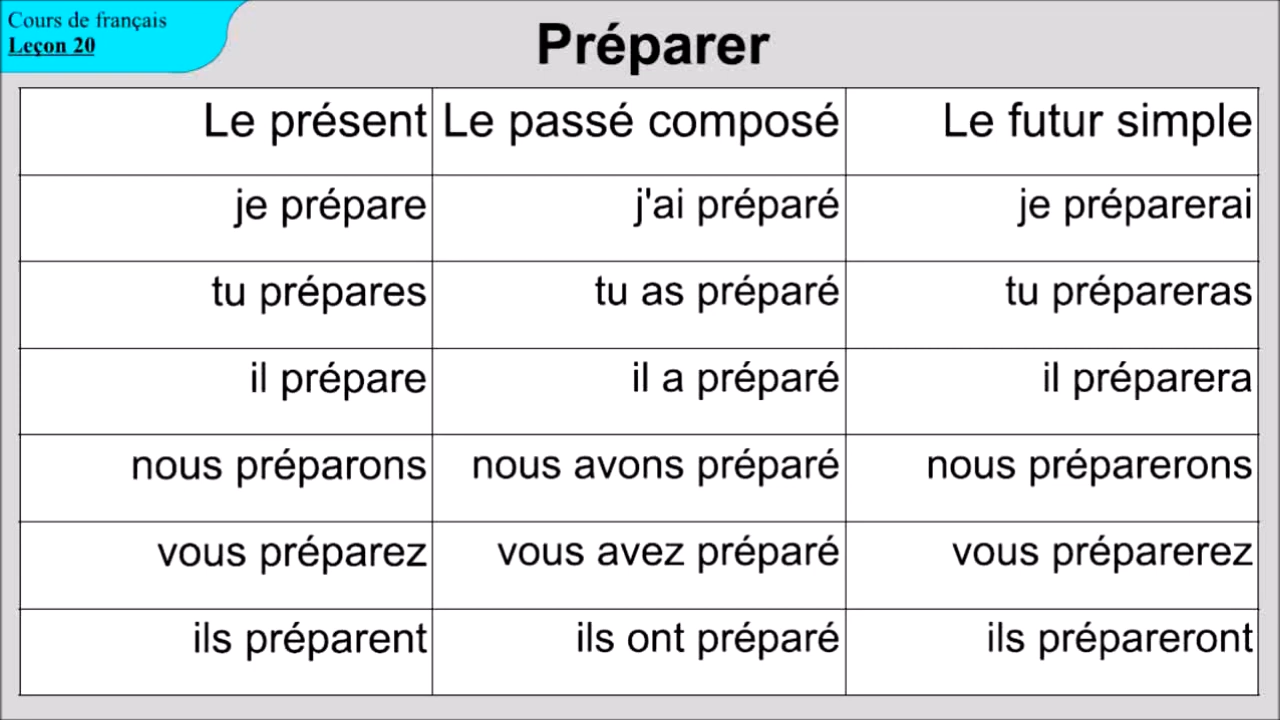 Cours de français
Leçon 20
Préparer
Le présent Le passé composé Le futur simple
je prépare j'ai préparé je préparerai
tu prépares tu as préparé tu prépareras
il prépare il a préparé il préparera
nous préparons nous avons préparé nous préparerons
vous préparez vous avez préparé vous préparerez
ils préparent ils ont préparé ils prépareront